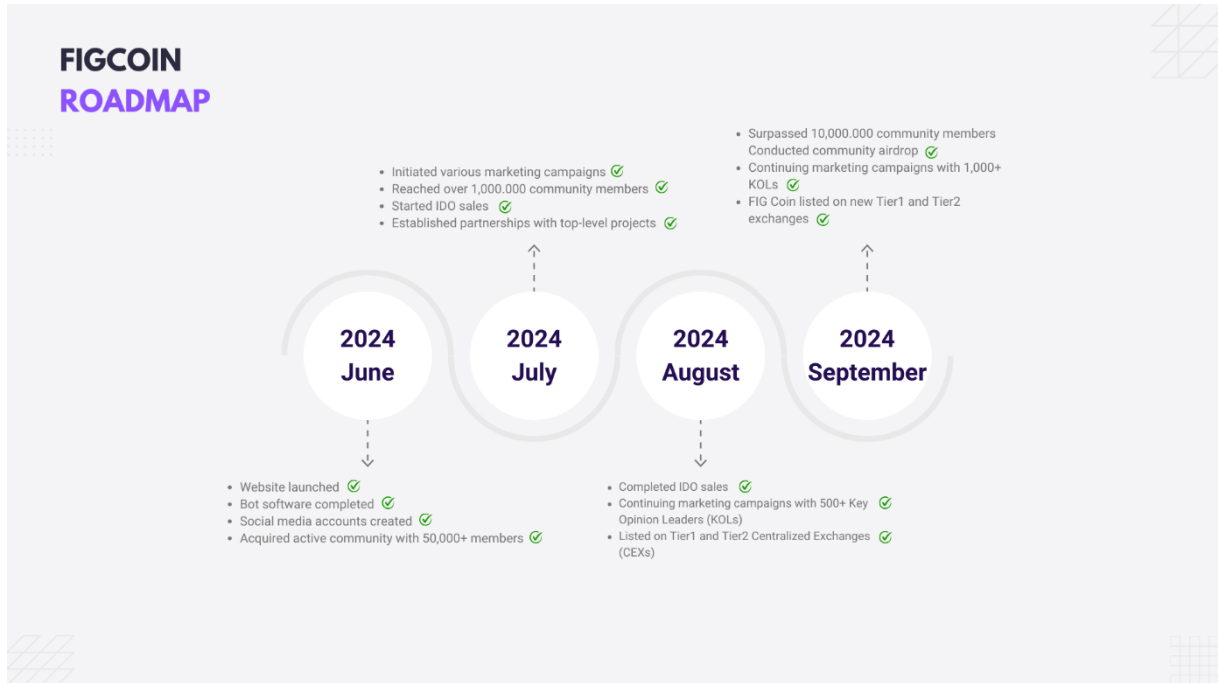 FIGCOIN
ROADMAP
• Surpassed 10,000.000 community members
Conducted community airdrop
• Continuing marketing campaigns with 1,000+
KOLs
• FIG Coin listed on new Tier1 and Tier2
exchanges
• Initiated various marketing campaigns
• Reached over 1,000.000 community members
• Started IDO sales
• Established partnerships with top-level projects
2024
June
2024
July
2024
August
2024
September
• Website launched
• Bot software completed
• Social media accounts created
• Acquired active community with 50,000+ members
• Completed IDO sales
• Continuing marketing campaigns with 500+ Key
Opinion Leaders (KOLs)
• Listed on Tier1 and Tier2 Centralized Exchanges
(CEXs)